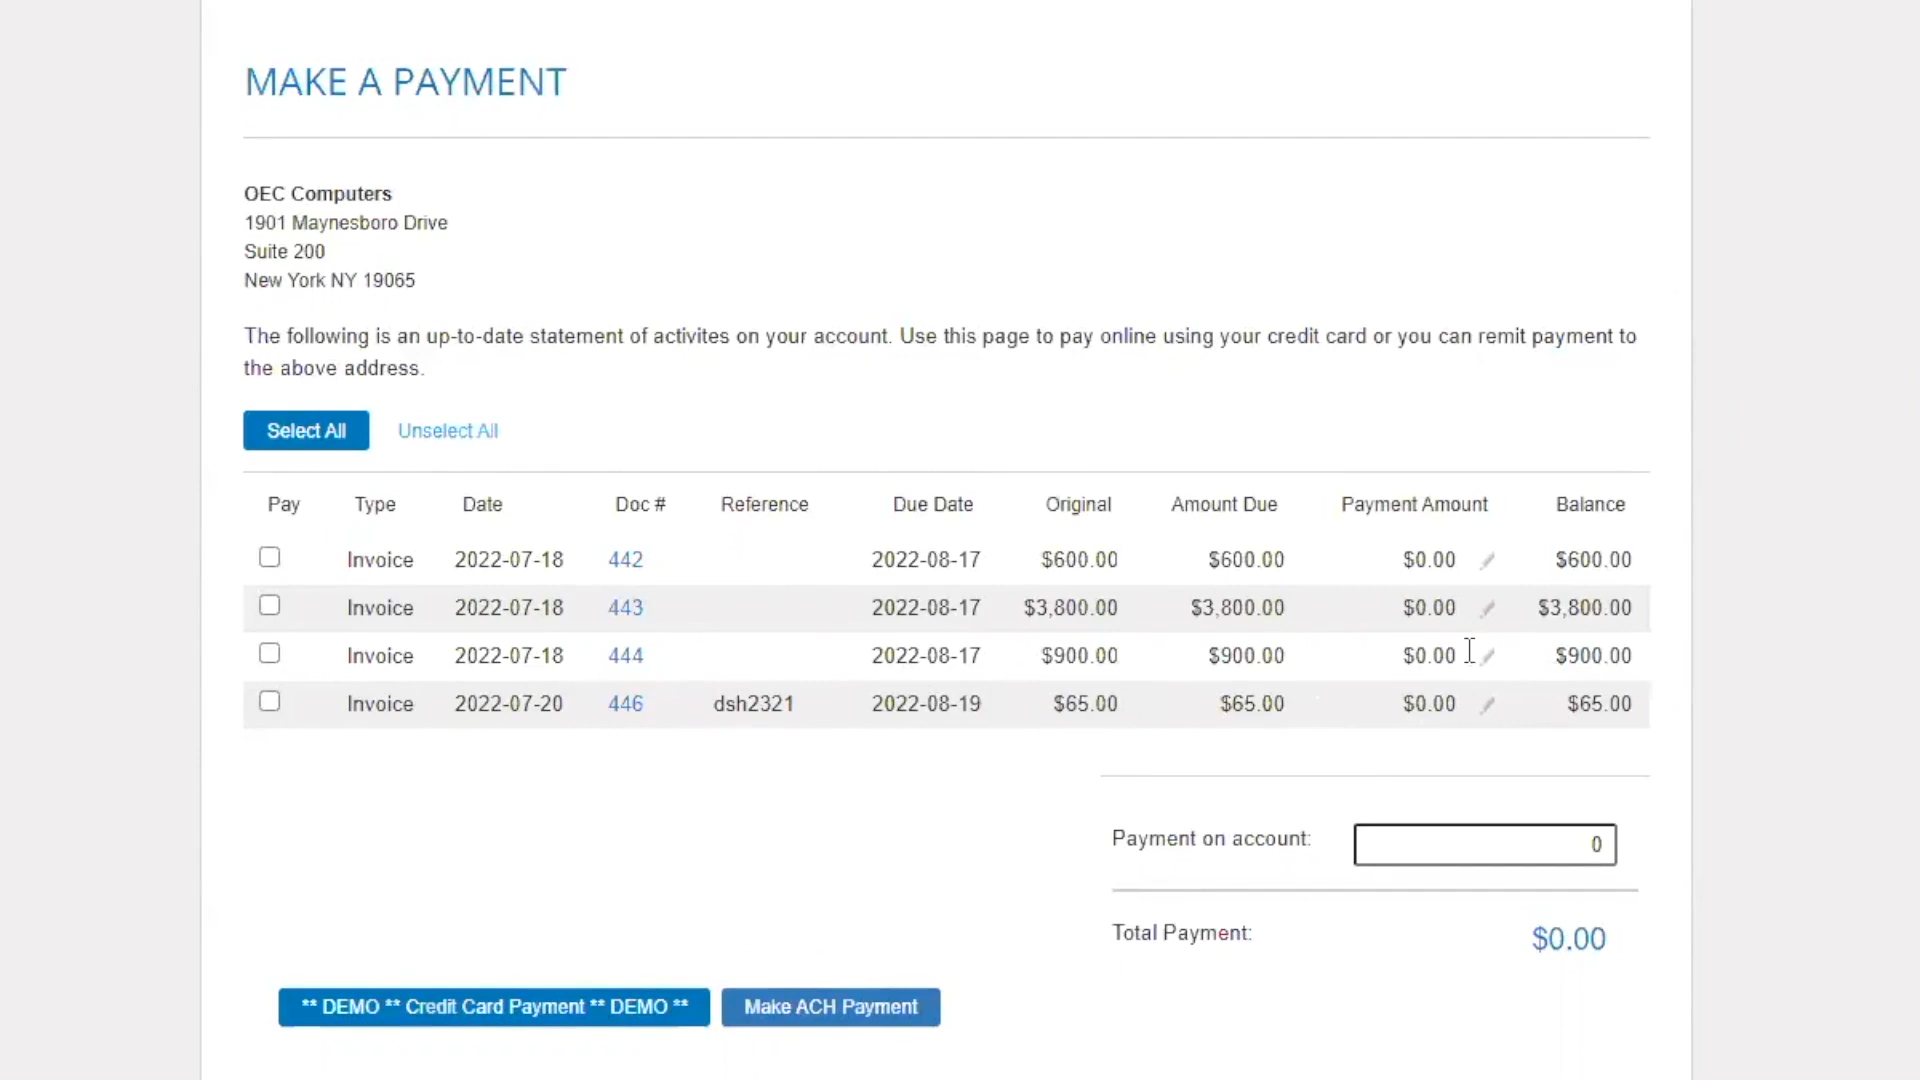 MAKE A PAYMENT
OEC Computers
1901 Maynesboro Drive
Suite 200
New York NY 19065
The following is an up-to-date statement of activites on your account. Use this page to pay online using your credit card or you can remit payment to
the above address.
Select All Unselect All
Pay Type Date Doc # Reference Due Date Original Amount Due Payment Amount Balance
Invoice 2022-07-18 442 2022-08-17 $600.00 $600.00 $0.00 $600.00
Invoice 2022-07-18 443 2022-08-17 $3,800.00 $3,800.00 $0.00 $3,800.00
Invoice 2022-07-18 444 2022-08-17 $900.00 $900.00 $0.00 $900.00
Invoice 2022-07-20 446 dsh2321 2022-08-19 $65.00 $65.00 $0.00 $65.00
Payment on account: 0
Total Payment: $0.00
** DEMO ** Credit Card Payment ** DEMO ** Make ACH Payment